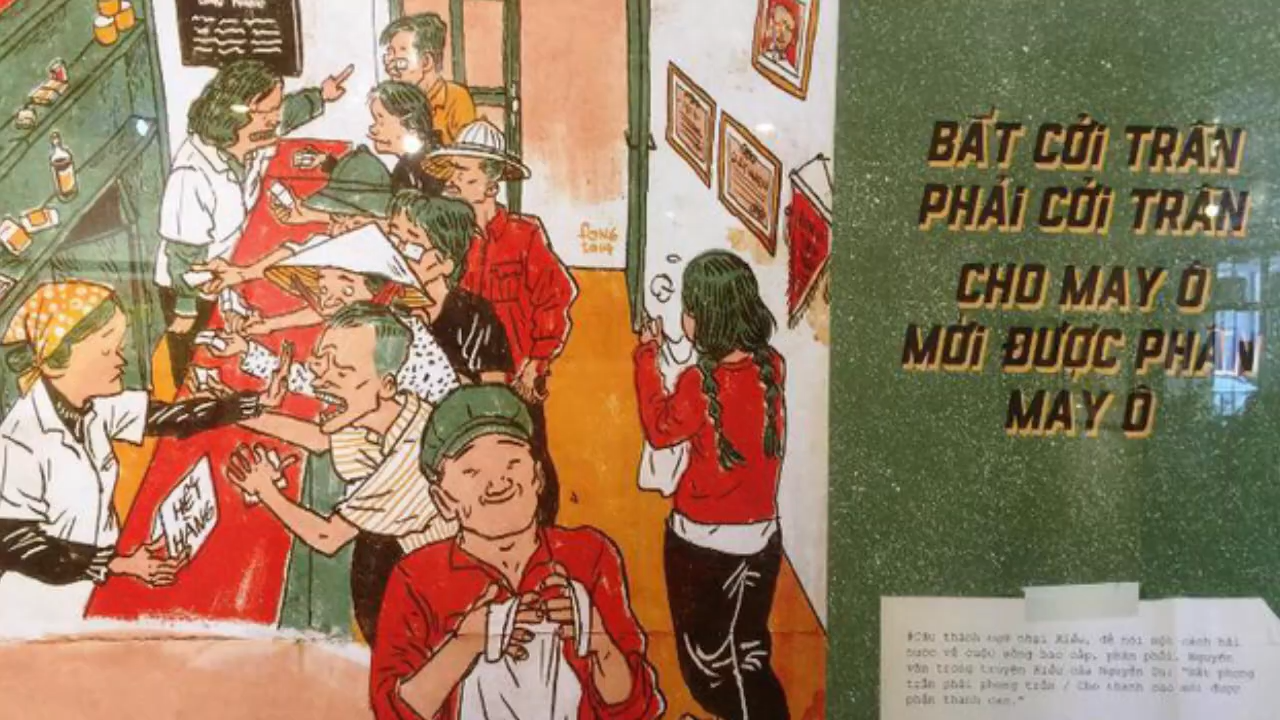 HẾT
HÀNG
BẮT CỞI TRẦN
PHẢI CỞI TRẦN
CHO MAY Ô
MỚI ĐƯỢC PHẦN
MAY Ô
#Câu thành ngữ nhại Kiều, để nói một cách hài
hước về cuộc sống bao cấp, phân phối. Nguyên
văn trong truyện Kiều của Nguyễn Du: "Bắt phong
trần phải phong trần / Cho thanh cao mới được
phần thanh cao."